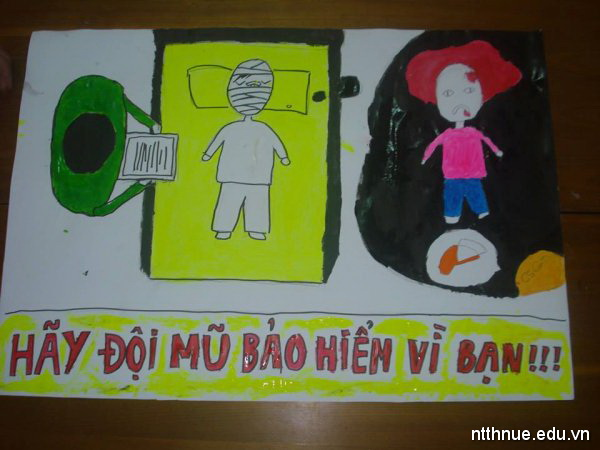 HÃY ĐỘI MŨ BẢO HIỂM VÌ BẠN!!!
ntthnue.edu.vn